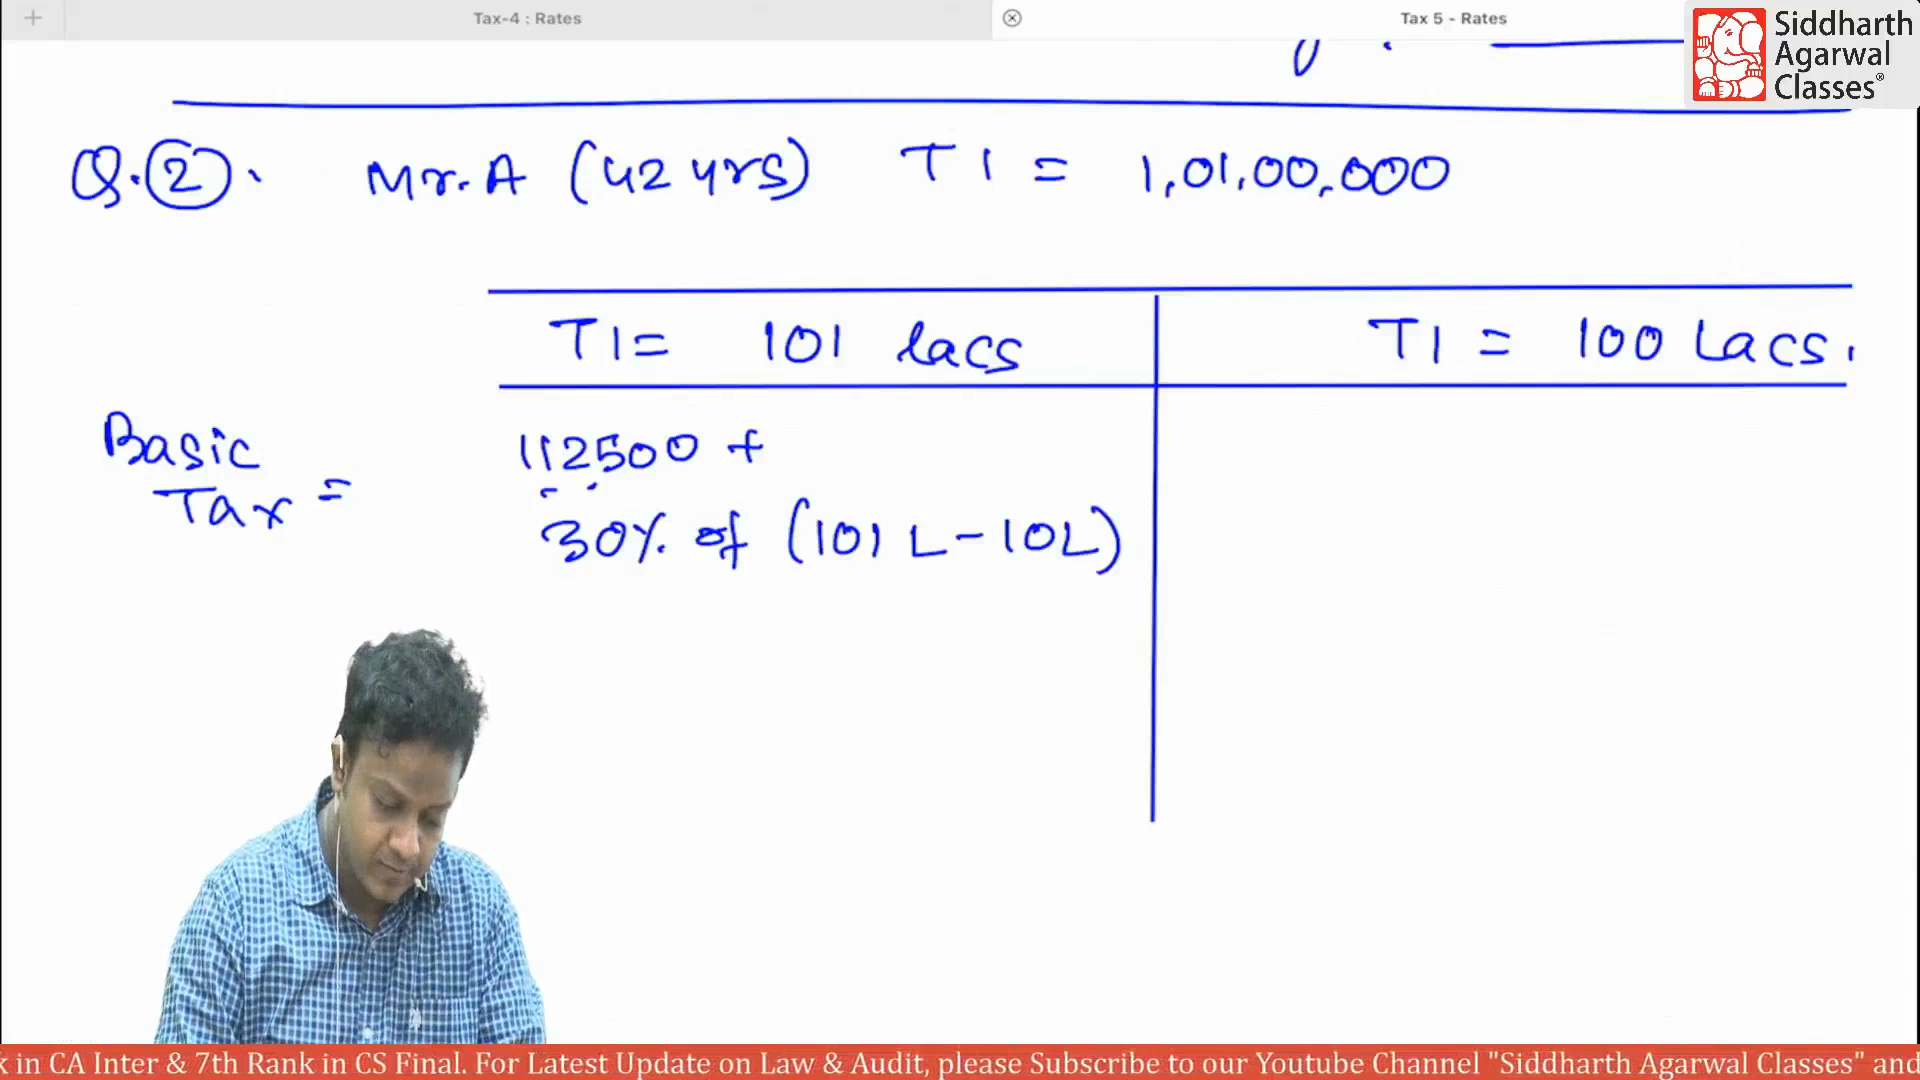 Tax-4 : Rates
Tax 5 - Rates
Siddharth
Agarwal
Classes®
Q.(2). Mr. A (42 yrs) TI = 1,01,00,000
TI = 101 lacs
TI = 100 Lacs.
Basic
Tax =
112500 +
30% of (101 L - 10L)
in CA Inter & 7th Rank in CS Final. For Latest Update on Law & Audit, please Subscribe to our Youtube Channel "Siddharth Agarwal Classes" and